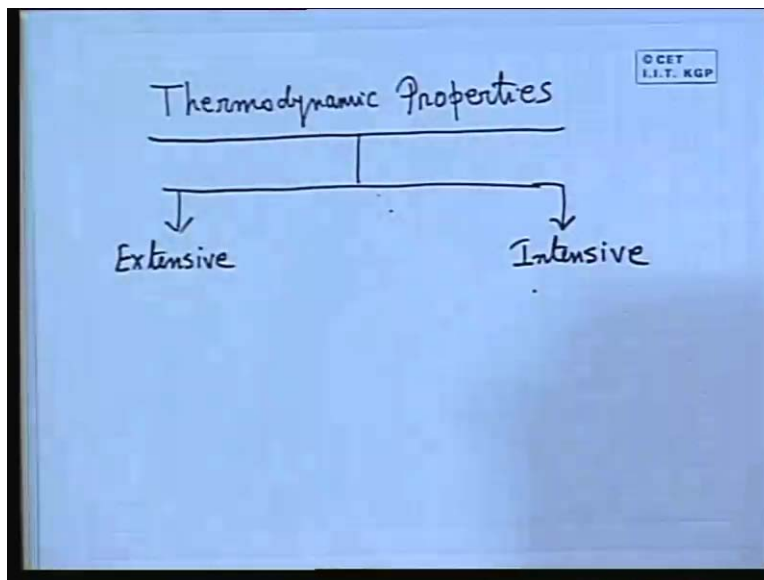 © CET
I.I.T. KGP
Thermodynamic Properties
Extensive
Intensive